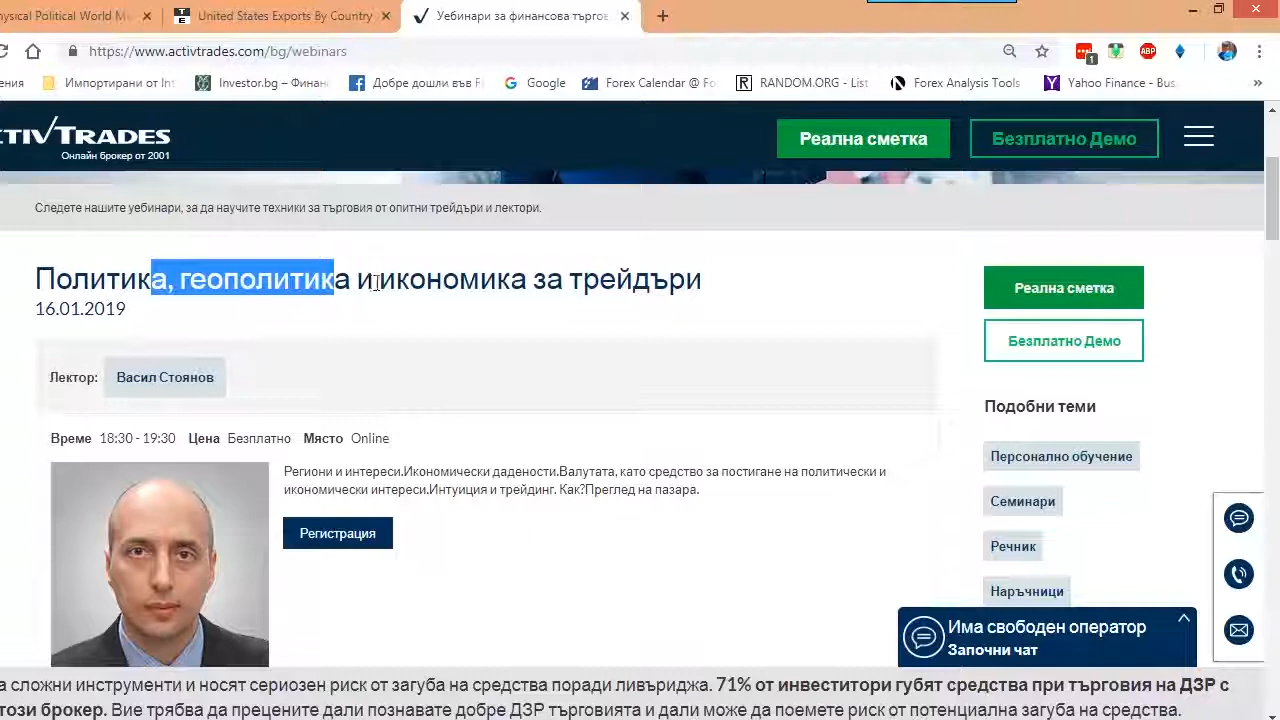 hysical Political World M
United States Exports By Country
Уебинари за финансова търгов
https://www.activtrades.com/bg/webinars
1
ения
Импортирани от Int
Investor.bg – Финан
Добре дошли във F
Google
Forex Calendar @ Fo
RANDOM.ORG - List
Forex Analysis Tools
Yahoo Finance - Bus
»
CTIVTRADES
Онлайн брокер от 2001
Реална сметка
Безплатно Демо
Следете нашите уебинари, за да научите техники за търговия от опитни трейдъри и лектори.
Политика, геополитика и икономика за трейдъри
16.01.2019
Реална сметка
Безплатно Демо
Лектор: Васил Стоянов
Подобни теми
Време 18:30 - 19:30 Цена Безплатно Място Online
Персонално обучение
Региони и интереси.Икономически дадености.Валутата, като средство за постигане на политически и
икономически интереси.Интуиция и трейдинг. Как?Преглед на пазара.
Семинари
Регистрация
Речник
Наръчници
Има свободен оператор
Започни чат
а сложни инструменти и носят сериозен риск от загуба на средства поради ливъриджа. 71% от инвеститори губят средства при търговия на ДЗР с
този брокер. Вие трябва да прецените дали познавате добре ДЗР търговията и дали може да поемете риск от потенциална загуба на средства.